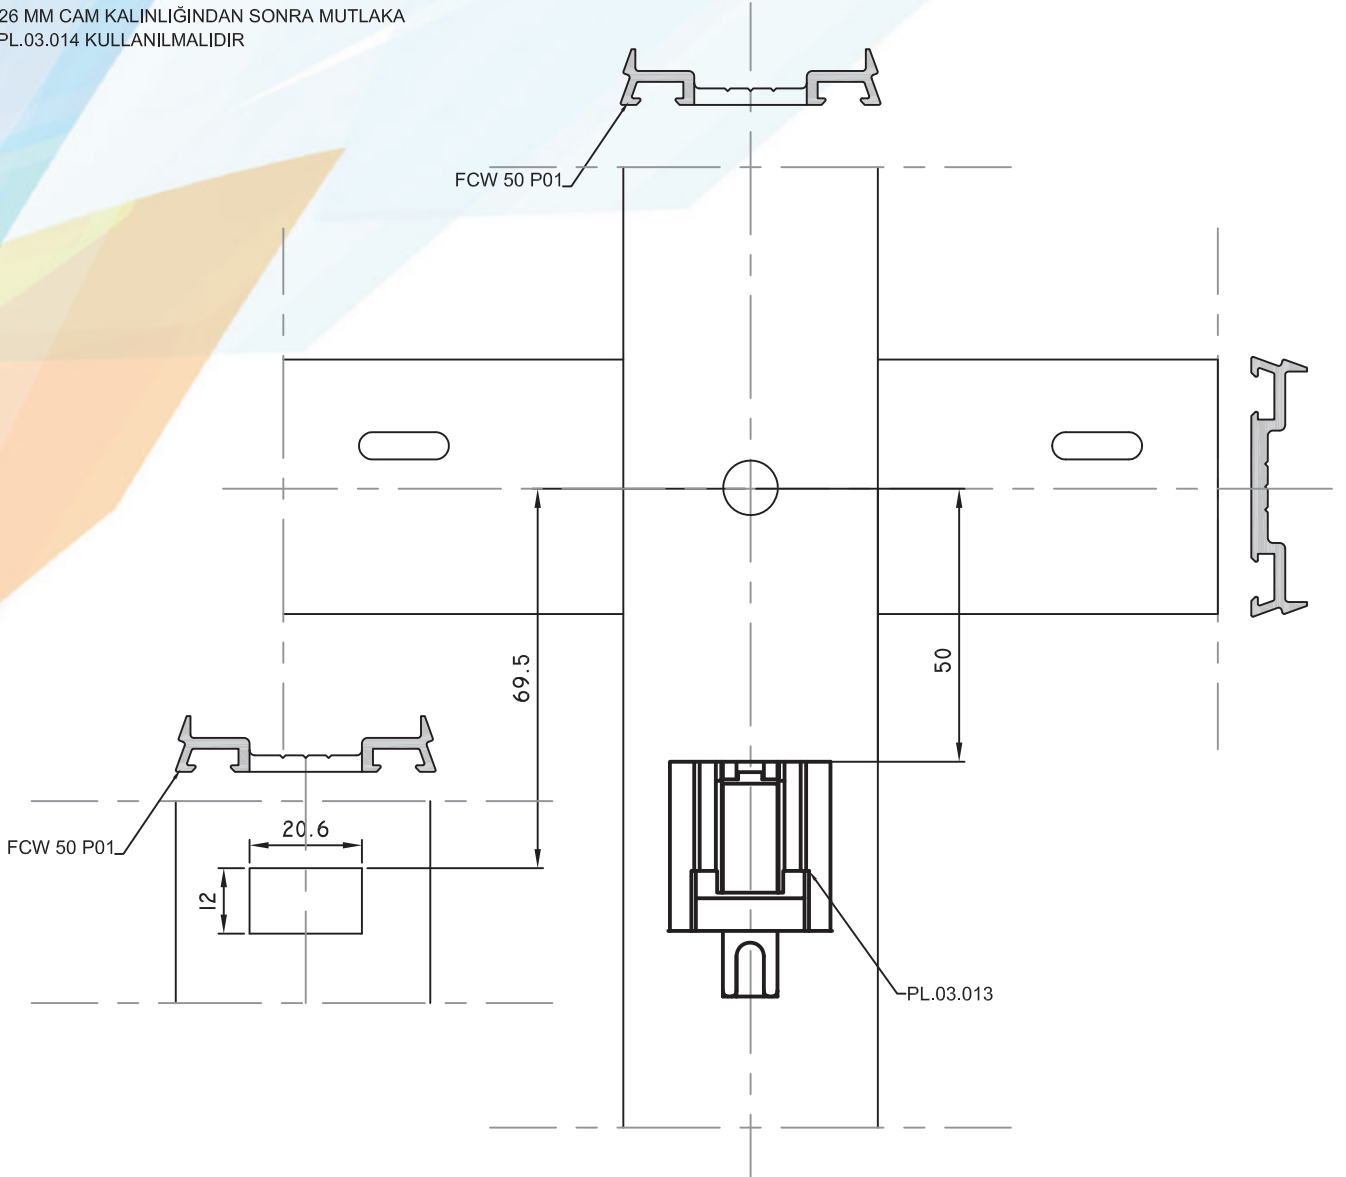 26 MM CAM KALINLIĞINDAN SONRA MUTLAKA
PL.03.014 KULLANILMALIDIR
FCW 50 P01
69.5
50
FCW 50 P01
20.6
12
PL.03.013